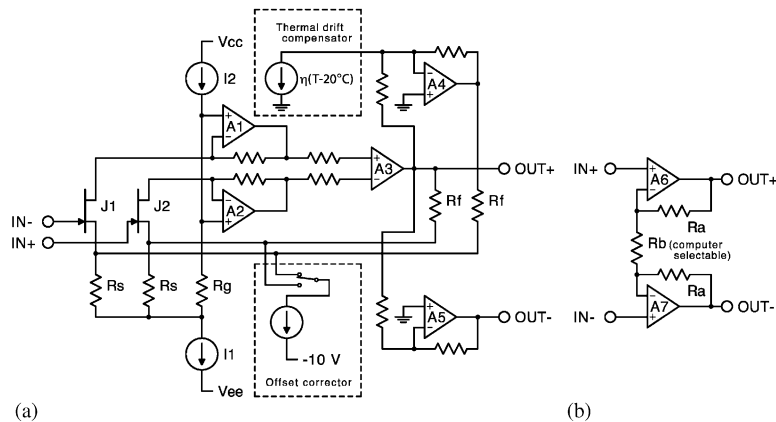 Thermal drift
compensator
Vcc
I2
η(T-20°C)
−
+
A4
+
−
A1
+
−
A3
OUT+
IN+
+
−
A6
OUT+
J1
J2
−
+
A2
Rf
Rf
Ra
IN-
IN+
Rb (computer
selectable)
Rs
Rs
Rg
Ra
+
−
A5
OUT-
IN-
−
+
A7
OUT-
I1
-10 V
Offset corrector
Vee
(a)
(b)